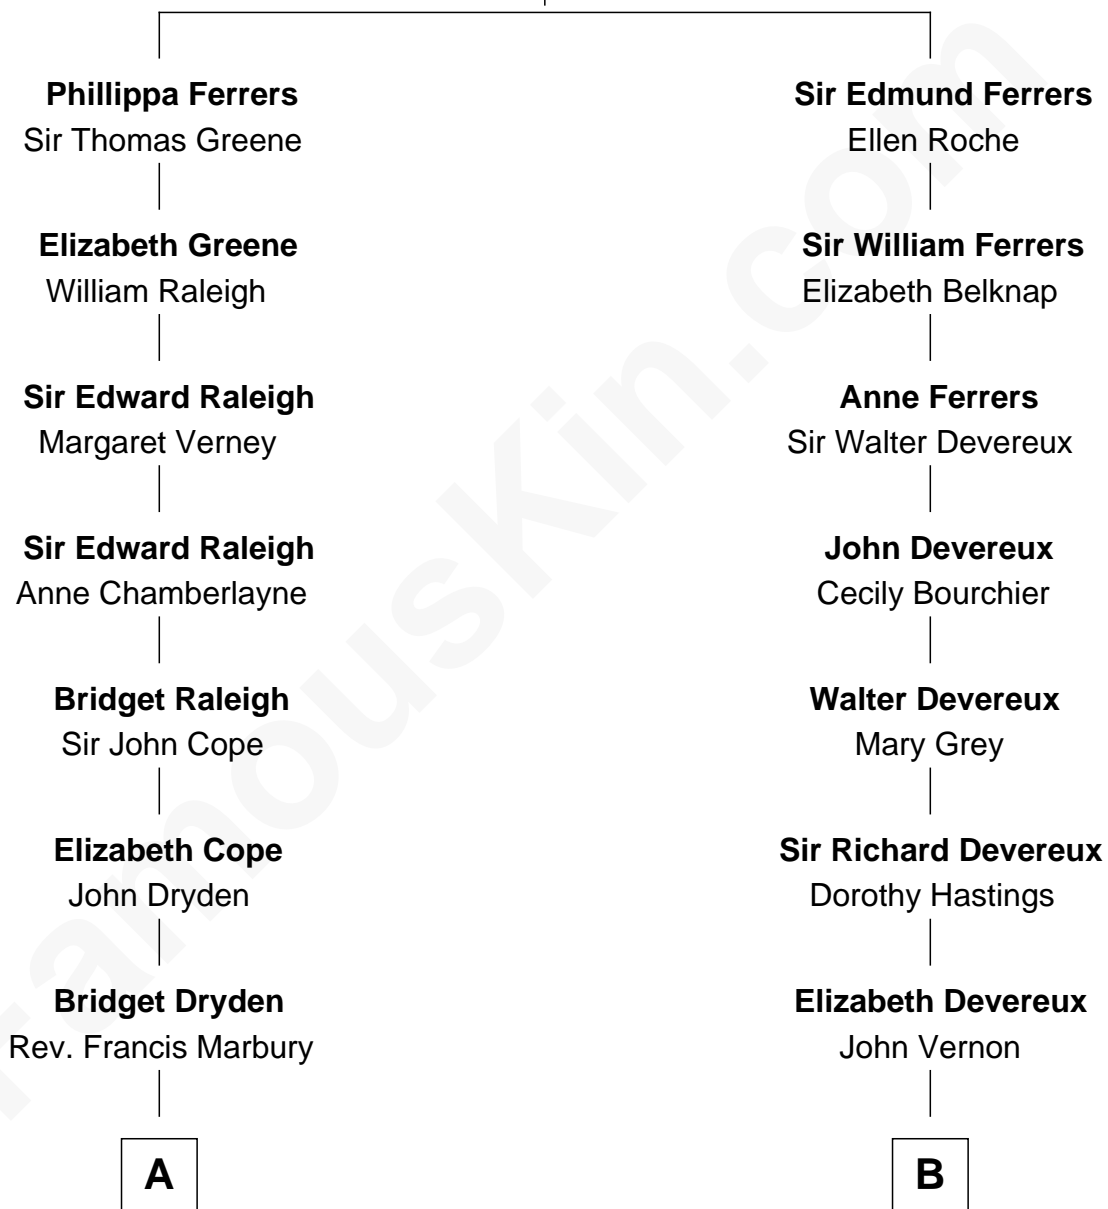 Phillippa Ferrers
Sir Thomas Greene
Elizabeth Greene
William Raleigh
Sir Edward Raleigh
Margaret Verney
Sir Edward Raleigh
Anne Chamberlayne
Bridget Raleigh
Sir John Cope
Elizabeth Cope
John Dryden
Bridget Dryden
Rev. Francis Marbury
A
Sir Edmund Ferrers
Ellen Roche
Sir William Ferrers
Elizabeth Belknap
Anne Ferrers
Sir Walter Devereux
John Devereux
Cecily Bourchier
Walter Devereux
Mary Grey
Sir Richard Devereux
Dorothy Hastings
Elizabeth Devereux
John Vernon
B
FamousKin.com